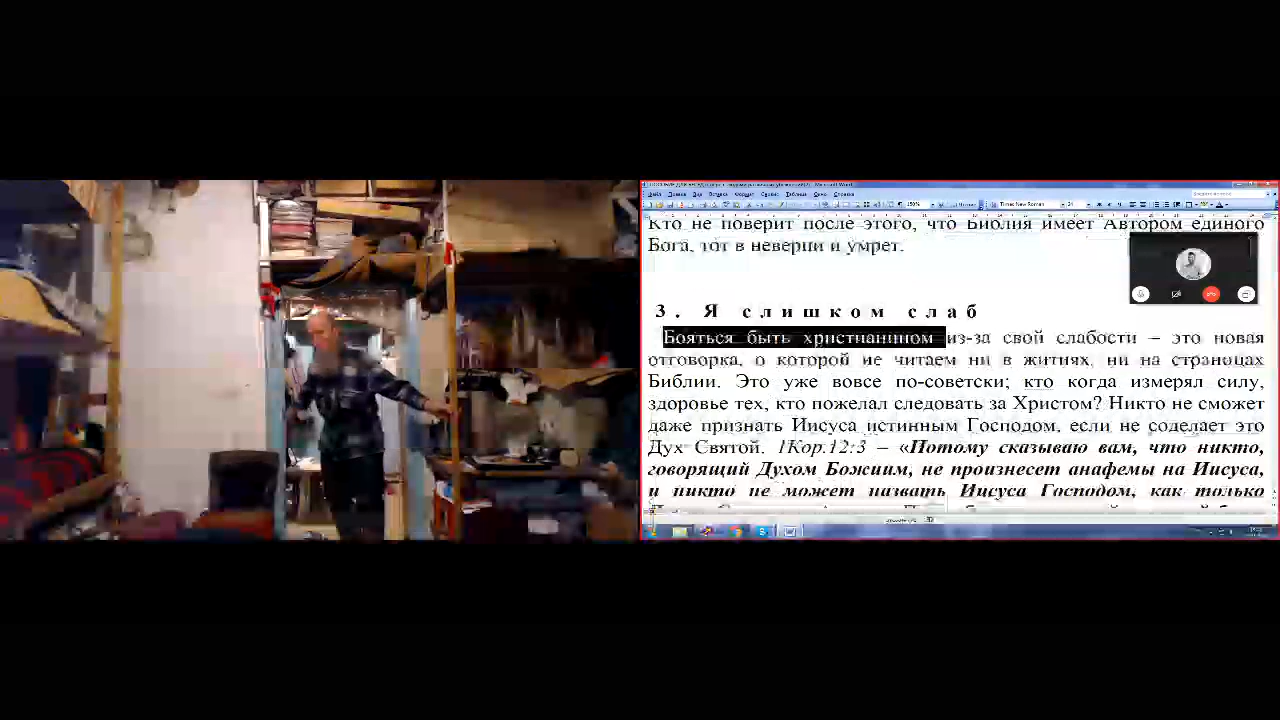 Times New Roman
Кто не поверит после этого, что Библия имеет Автором единого
Бога, тот в неверии и умрет.
3. Я слишком слаб
Бояться быть христианином из-за свой слабости – это новая
отговорка, о которой не читаем ни в житиях, ни на страницах
Библии. Это уже вовсе по-советски; кто когда измерял силу,
здоровье тех, кто пожелал следовать за Христом? Никто не сможет
даже признать Иисуса истинным Господом, если не соделает это
Дух Святой. 1Кор.12:3 – «Потому сказываю вам, что никто,
говорящий Духом Божиим, не произнесет анафемы на Иисуса,
и никто не может назвать Иисуса Господом, как только